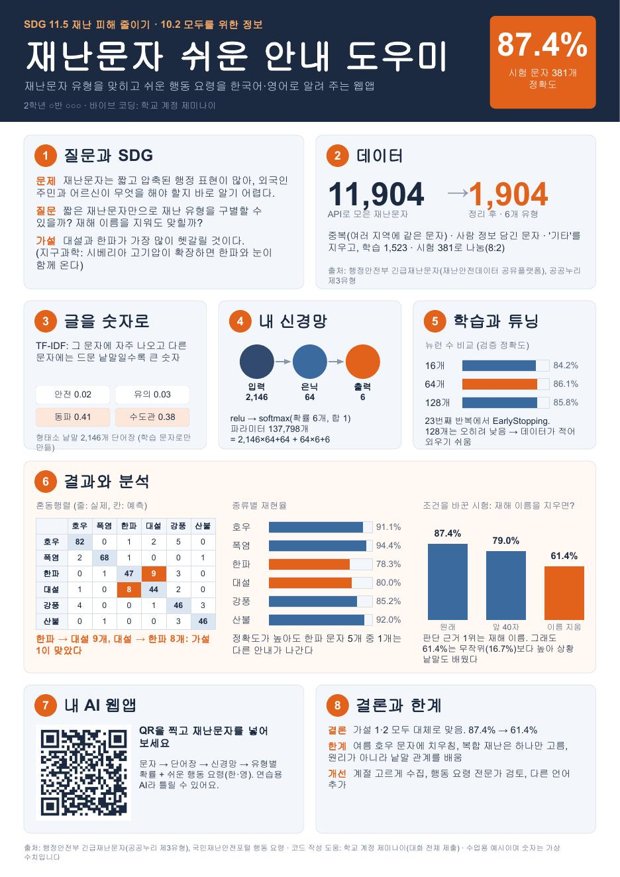 SDG 11.5 재난 피해 줄이기 · 10.2 모두를 위한 정보
재난문자 쉬운 안내 도우미
재난문자 유형을 맞히고 쉬운 행동 요령을 한국어·영어로 알려 주는 웹앱
2학년 ○반 ○○○ · 바이브 코딩: 학교 계정 제미나이
87.4%
시험 문자 381개
정확도
1 질문과 SDG
문제 재난문자는 짧고 압축된 행정 표현이 많아, 외국인
주민과 어르신이 무엇을 해야 할지 바로 알기 어렵다.
질문 짧은 재난문자만으로 재난 유형을 구별할 수
있을까? 재해 이름을 지워도 맞힐까?
가설 대설과 한파가 가장 많이 헷갈릴 것이다.
(지구과학: 시베리아 고기압이 확장하면 한파와 눈이
함께 온다)
2 데이터
11,904 →1,904
API로 모은 재난문자 정리 후 · 6개 유형
중복(여러 지역에 같은 문자) · 사람 정보 담긴 문자 · '기타'를
지우고, 학습 1,523 · 시험 381로 나눔(8:2)
출처: 행정안전부 긴급재난문자(재난안전데이터 공유플랫폼), 공공누리
제3유형
3 글을 숫자로
TF-IDF: 그 문자에 자주 나오고 다른
문자에는 드문 낱말일수록 큰 숫자
안전 0.02 유의 0.03
동파 0.41 수도관 0.38
형태소 낱말 2,146개 단어장 (학습 문자로만
만듦)
4 내 신경망
입력 은닉 출력
2,146 64 6
relu → softmax(확률 6개, 합 1)
파라미터 137,798개
= 2,146×64+64 + 64×6+6
5 학습과 튜닝
뉴런 수 비교 (검증 정확도)
16개 84.2%
64개 86.1%
128개 85.8%
23번째 반복에서 EarlyStopping.
128개는 오히려 낮음 → 데이터가 적어
외우기 쉬움
6 결과와 분석
혼동행렬 (줄: 실제, 칸: 예측)
호우 폭염 한파 대설 강풍 산불
호우 82 0 1 2 5 0
폭염 2 68 1 0 0 1
한파 0 1 47 9 3 0
대설 1 0 8 44 2 0
강풍 4 0 0 1 46 3
산불 0 1 0 0 3 46
한파 → 대설 9개, 대설 → 한파 8개: 가설
1이 맞았다
종류별 재현율
호우 91.1%
폭염 94.4%
한파 78.3%
대설 80.0%
강풍 85.2%
산불 92.0%
정확도가 높아도 한파 문자 5개 중 1개는
다른 안내가 나간다
조건을 바꾼 시험: 재해 이름을 지우면?
87.4% 79.0% 61.4%
원래 앞 40자 이름 지움
판단 근거 1위는 재해 이름. 그래도
61.4%는 무작위(16.7%)보다 높아 상황
낱말도 배웠다
7 내 AI 웹앱
QR을 찍고 재난문자를 넣어
보세요
문자 → 단어장 → 신경망 → 유형별
확률 + 쉬운 행동 요령(한·영). 연습용
AI라 틀릴 수 있어요.
8 결론과 한계
결론 가설 1·2 모두 대체로 맞음. 87.4% → 61.4%
한계 여름 호우 문자에 치우침, 복합 재난은 하나만 고름,
원리가 아니라 낱말 관계를 배움
개선 계절 고르게 수집, 행동 요령 전문가 검토, 다른 언어
추가
출처: 행정안전부 긴급재난문자(공공누리 제3유형), 국민재난안전포털 행동 요령 · 코드 작성 도움: 학교 계정 제미나이(대화 전체 제출) · 수업용 예시이며 숫자는 가상
수치입니다